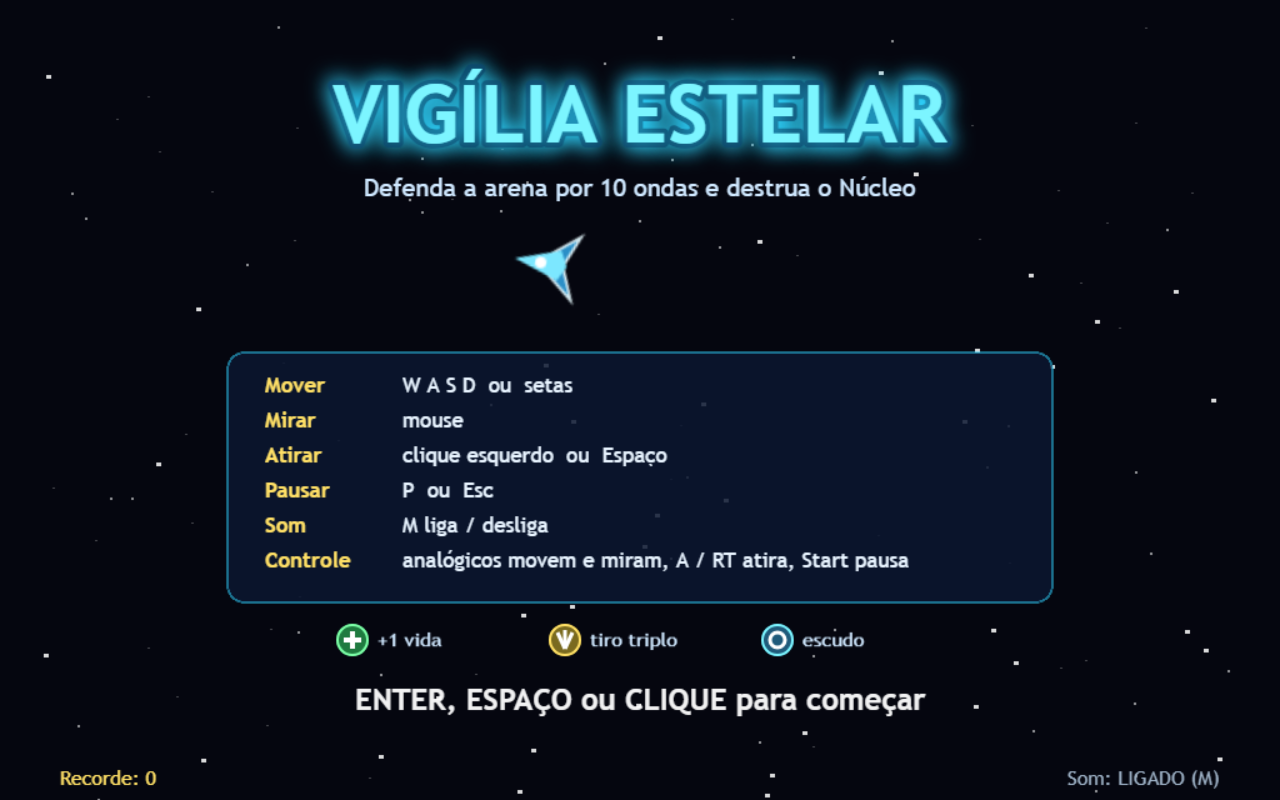 VIGÍLIA ESTELAR
Defenda a arena por 10 ondas e destrua o Núcleo
Mover W A S D ou setas
Mirar mouse
Atirar clique esquerdo ou Espaço
Pausar P ou Esc
Som M liga / desliga
Controle analógicos movem e miram, A / RT atira, Start pausa
+1 vida tiro triplo escudo
ENTER, ESPAÇO ou CLIQUE para começar
Recorde: 0 Som: LIGADO (M)